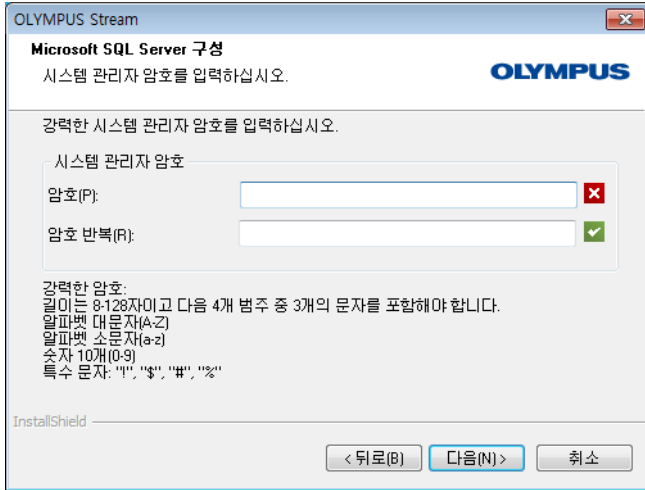 OLYMPUS Stream
Microsoft SQL Server 구성
시스템 관리자 암호를 입력하십시오.
OLYMPUS
강력한 시스템 관리자 암호를 입력하십시오.
시스템 관리자 암호
암호(P):
암호 반복(R):
강력한 암호:
길이는 8-128자이고 다음 4개 범주 중 3개의 문자를 포함해야 합니다.
알파벳 대문자(A-Z)
알파벳 소문자(a-z)
숫자 10개(0-9)
특수 문자: "!", "$", "#", "%"
InstallShield
< 뒤로(B)
다음(N) >
취소